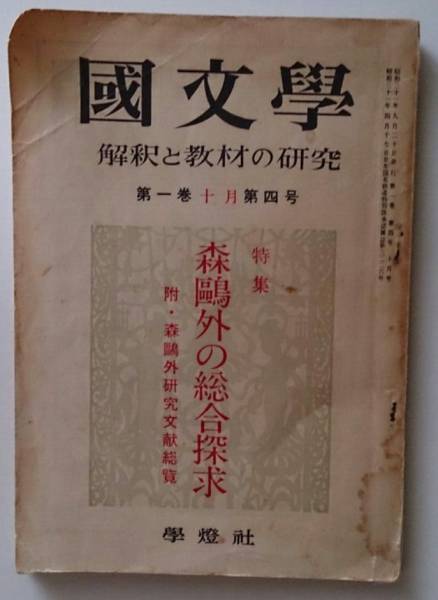 國文學
解釈と教材の研究
第一巻 十月 第四号
特集
森鷗外の総合探求
附・森鷗外研究文献総覧
學燈社